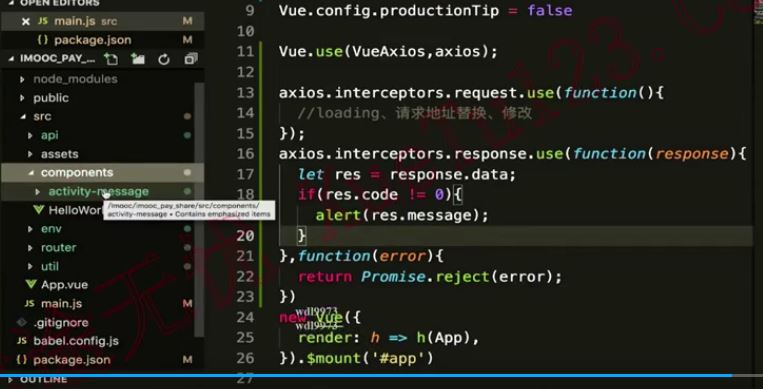 OPEN EDITORS
JS main.js src M
{} package.json M
IMOOC_PAY_...
node_modules
public
src
api
assets
components
activity-message
/imooc/imooc_pay_share/src/components/
activity-message • Contains emphasized items
HelloWor
env
router
util
App.vue
JS main.js M
.gitignore
JS babel.config.js
{} package.json M
OUTLINE
9 Vue.config.productionTip = false
10
11 Vue.use(VueAxios,axios);
12
13 axios.interceptors.request.use(function(){
14 //loading、请求地址替换、修改
15 });
16 axios.interceptors.response.use(function(response){
17 let res = response.data;
18 if(res.code != 0){
19 alert(res.message);
20 }
21 },function(error){
22 return Promise.reject(error);
23 })
24 new Vue({
25 render: h => h(App),
26 }).$mount('#app')
27
wdl9973
wdl9973